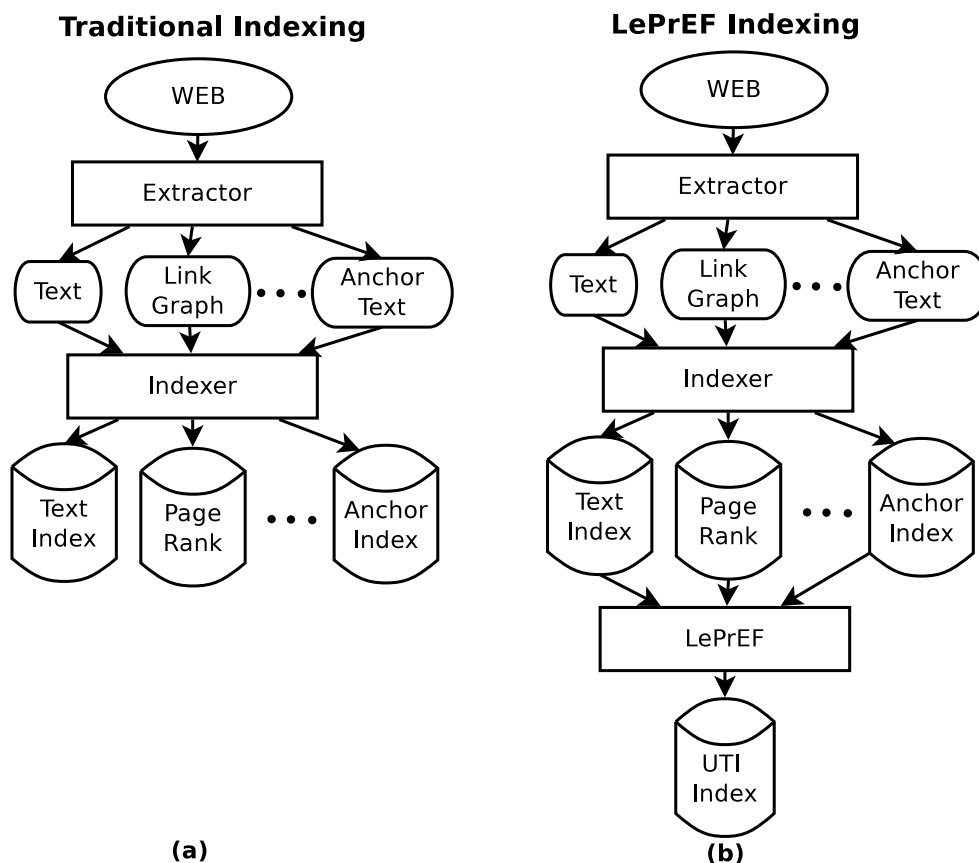 Traditional Indexing
WEB
Extractor
Text
Link
Graph
Anchor
Text
Indexer
Text
Index
Page
Rank
Anchor
Index
(a)
LePrEF Indexing
WEB
Extractor
Text
Link
Graph
Anchor
Text
Indexer
Text
Index
Page
Rank
Anchor
Index
LePrEF
UTI
Index
(b)